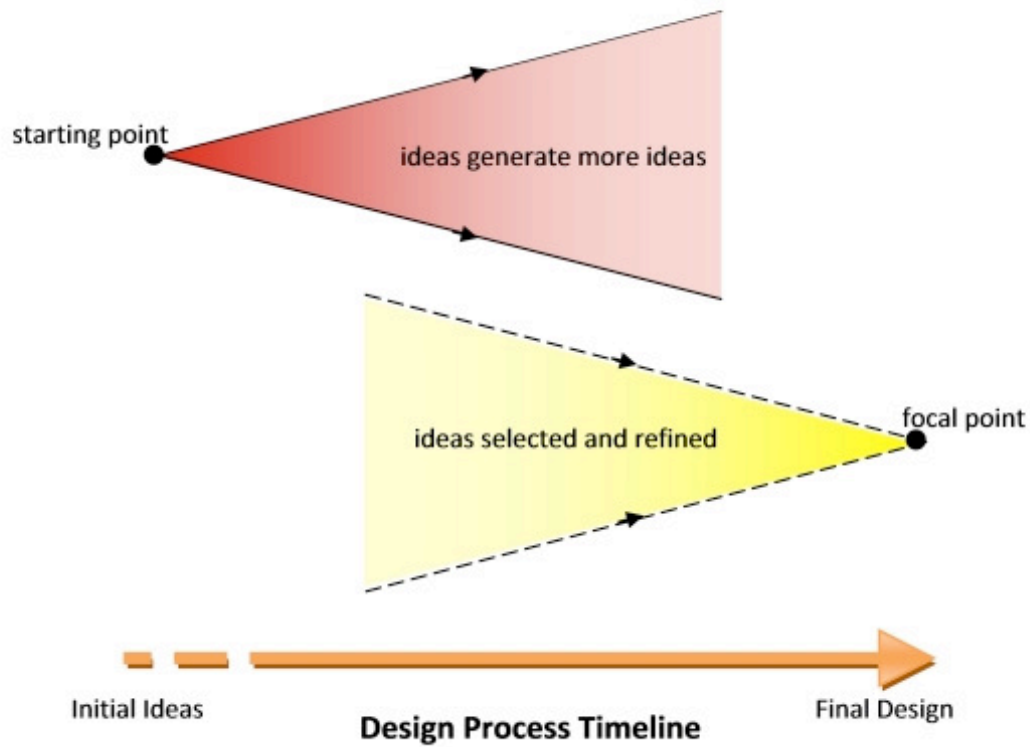 starting point
ideas generate more ideas
focal point
ideas selected and refined
Initial Ideas
Final Design
Design Process Timeline